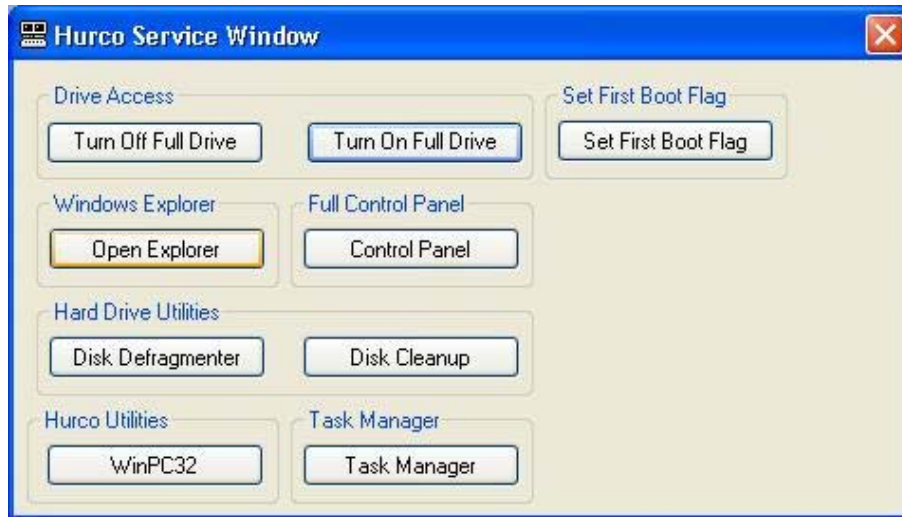 Hurco Service Window
Drive Access
Set First Boot Flag
Turn Off Full Drive
Turn On Full Drive
Set First Boot Flag
Windows Explorer
Full Control Panel
Open Explorer
Control Panel
Hard Drive Utilities
Disk Defragmenter
Disk Cleanup
Hurco Utilities
Task Manager
WinPC32
Task Manager